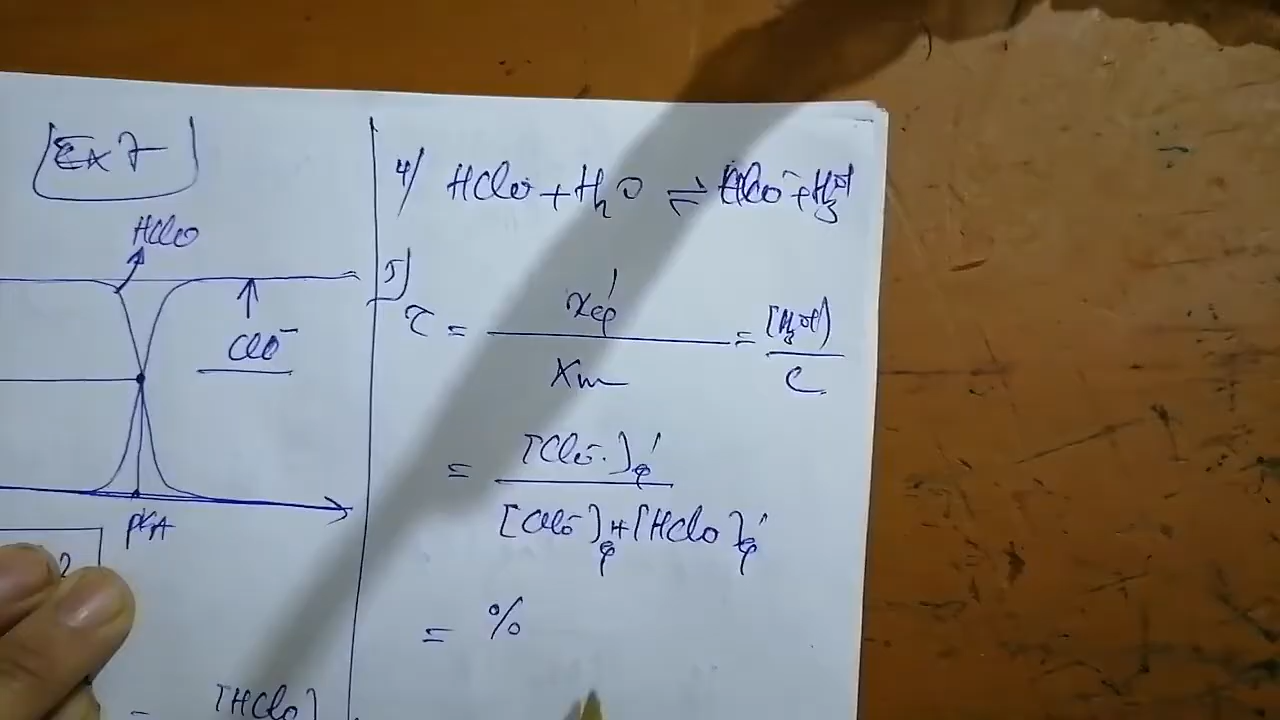 Ex 7
HClO
ClO⁻
pKA
2
[HClO]
4/ HClO + H₂O ⇌ ClO⁻ + H₃O⁺
5/
τ = xéq / xm = [H₃O⁺] / C
= [ClO⁻]éq / [ClO⁻]éq + [HClO]éq
= %